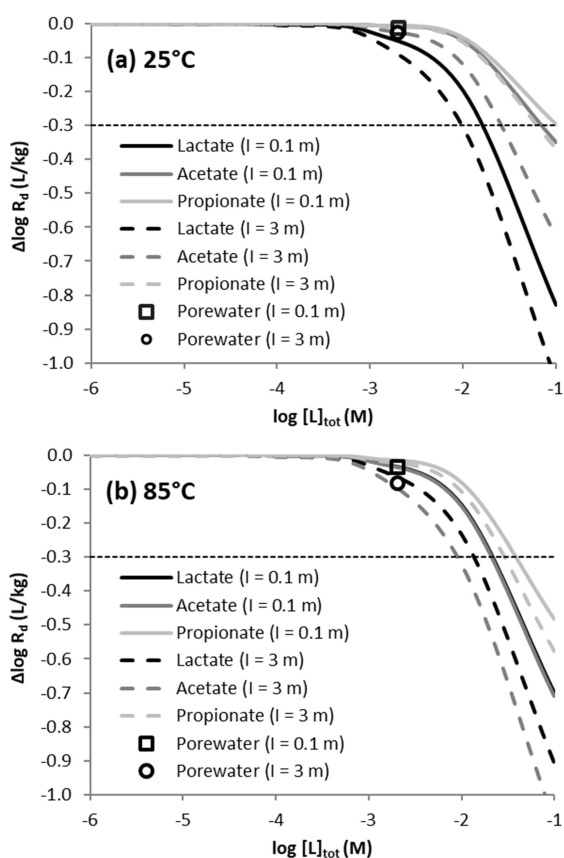 0.0
-0.1
-0.2
-0.3
-0.4
-0.5
-0.6
-0.7
-0.8
-0.9
-1.0
Δlog Rd (L/kg)
(a) 25°C
Lactate (I = 0.1 m)
Acetate (I = 0.1 m)
Propionate (I = 0.1 m)
Lactate (I = 3 m)
Acetate (I = 3 m)
Propionate (I = 3 m)
Porewater (I = 0.1 m)
Porewater (I = 3 m)
-6 -5 -4 -3 -2 -1
log [L]tot (M)
0.0
-0.1
-0.2
-0.3
-0.4
-0.5
-0.6
-0.7
-0.8
-0.9
-1.0
Δlog Rd (L/kg)
(b) 85°C
Lactate (I = 0.1 m)
Acetate (I = 0.1 m)
Propionate (I = 0.1 m)
Lactate (I = 3 m)
Acetate (I = 3 m)
Propionate (I = 3 m)
Porewater (I = 0.1 m)
Porewater (I = 3 m)
-6 -5 -4 -3 -2 -1
log [L]tot (M)